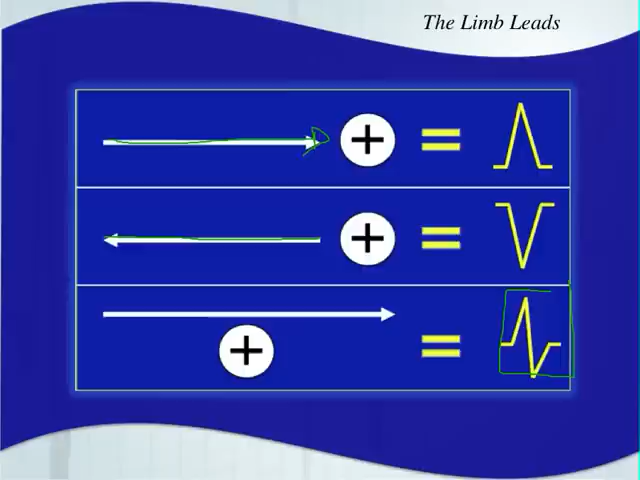 The Limb Leads
+ =
+ =
+ =